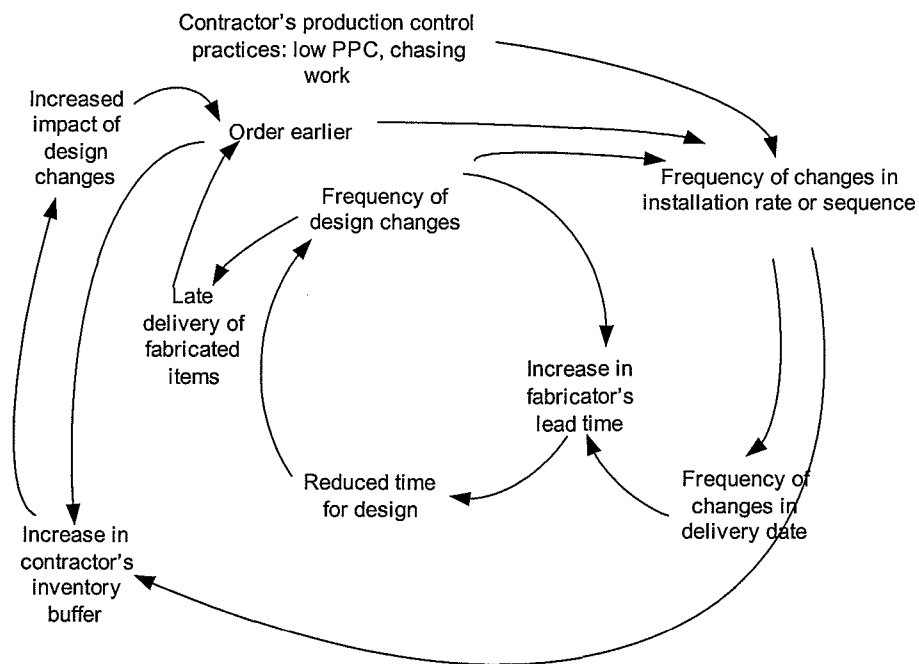 Contractor's production control
practices: low PPC, chasing
work
Increased
impact of
design
changes
Order earlier
Frequency of changes in
installation rate or sequence
Frequency of
design changes
Late
delivery of
fabricated
items
Increase in
fabricator's
lead time
Reduced time
for design
Frequency of
changes in
delivery date
Increase in
contractor's
inventory
buffer